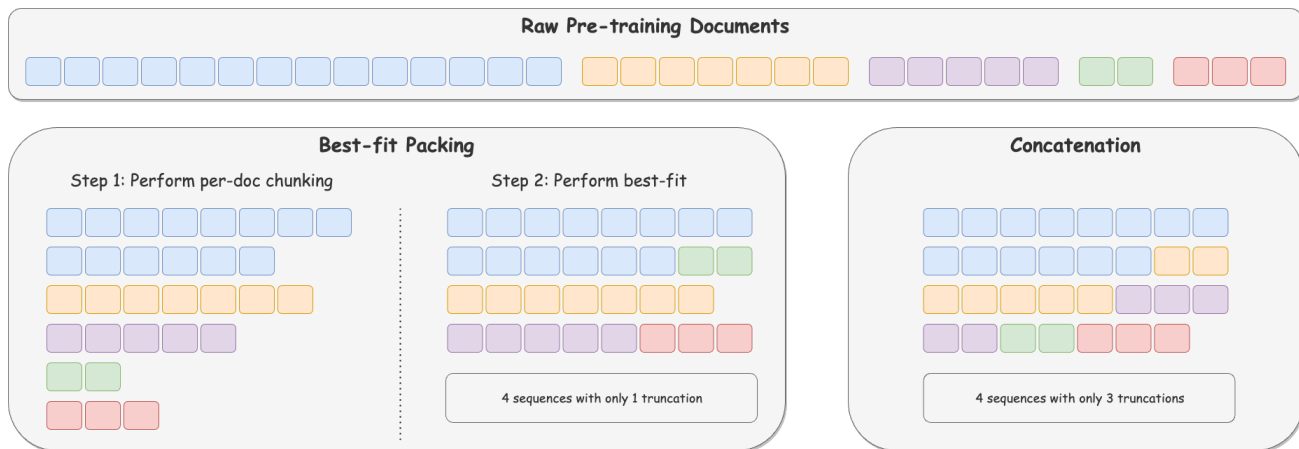 Raw Pre-training Documents
Best-fit Packing
Step 1: Perform per-doc chunking
Step 2: Perform best-fit
4 sequences with only 1 truncation
Concatenation
4 sequences with only 3 truncations